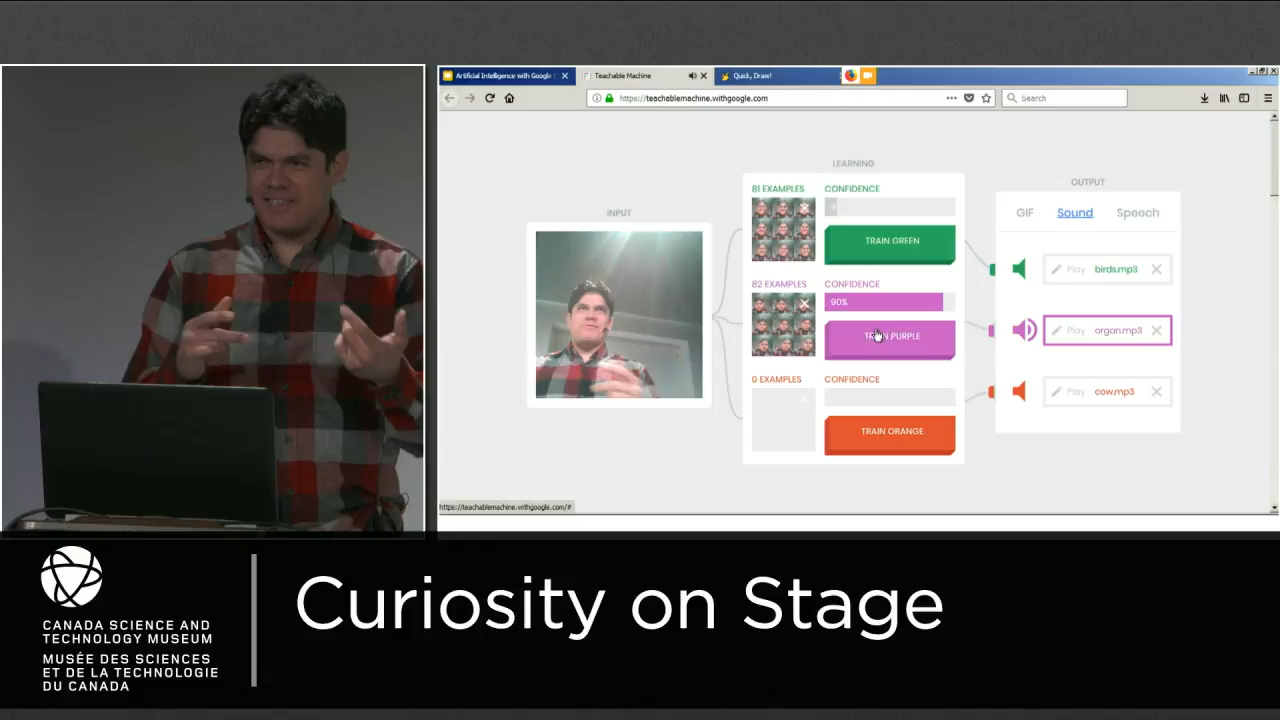 Artificial Intelligence with Google
Teachable Machine
Quick, Draw!
https://teachablemachine.withgoogle.com
Search
INPUT
LEARNING
81 EXAMPLES
CONFIDENCE
TRAIN GREEN
82 EXAMPLES
CONFIDENCE
90%
PURPLE
0 EXAMPLES
CONFIDENCE
TRAIN ORANGE
OUTPUT
GIF
Sound
Speech
Play birds.mp3
Play organ.mp3
Play cow.mp3
https://teachablemachine.withgoogle.com/#
CANADA SCIENCE AND
TECHNOLOGY MUSEUM
MUSÉE DES SCIENCES
ET DE LA TECHNOLOGIE
DU CANADA
Curiosity on Stage